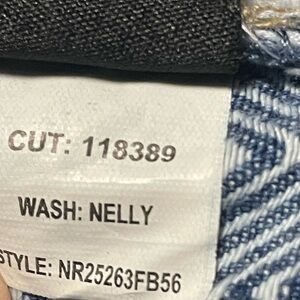 CUT: 118389
WASH: NELLY
STYLE: NR25263FB56